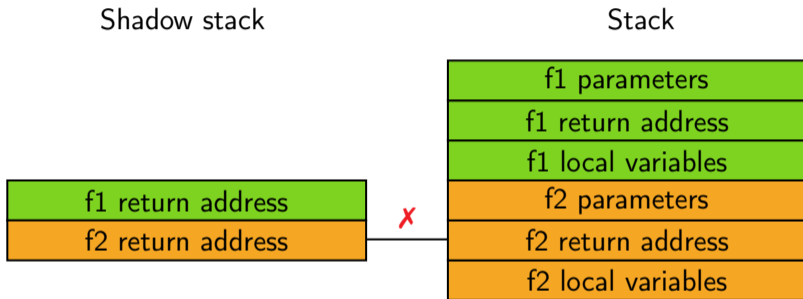 Shadow stack
Stack
f1 parameters
f1 return address
f1 local variables
f1 return address
f2 parameters
f2 return address
✗
f2 return address
f2 local variables